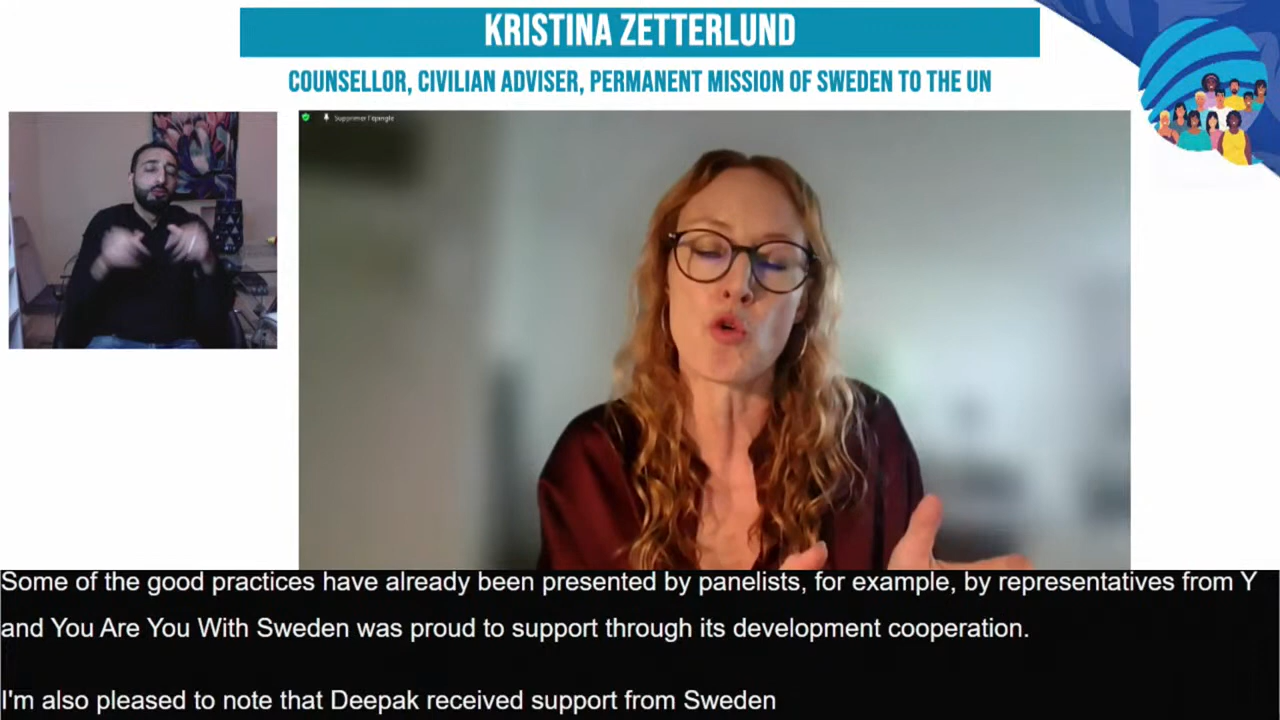 KRISTINA ZETTERLUND
COUNSELLOR, CIVILIAN ADVISER, PERMANENT MISSION OF SWEDEN TO THE UN
Supprimer l'épingle
Some of the good practices have already been presented by panelists, for example, by representatives from Y
and You Are You With Sweden was proud to support through its development cooperation.
I'm also pleased to note that Deepak received support from Sweden